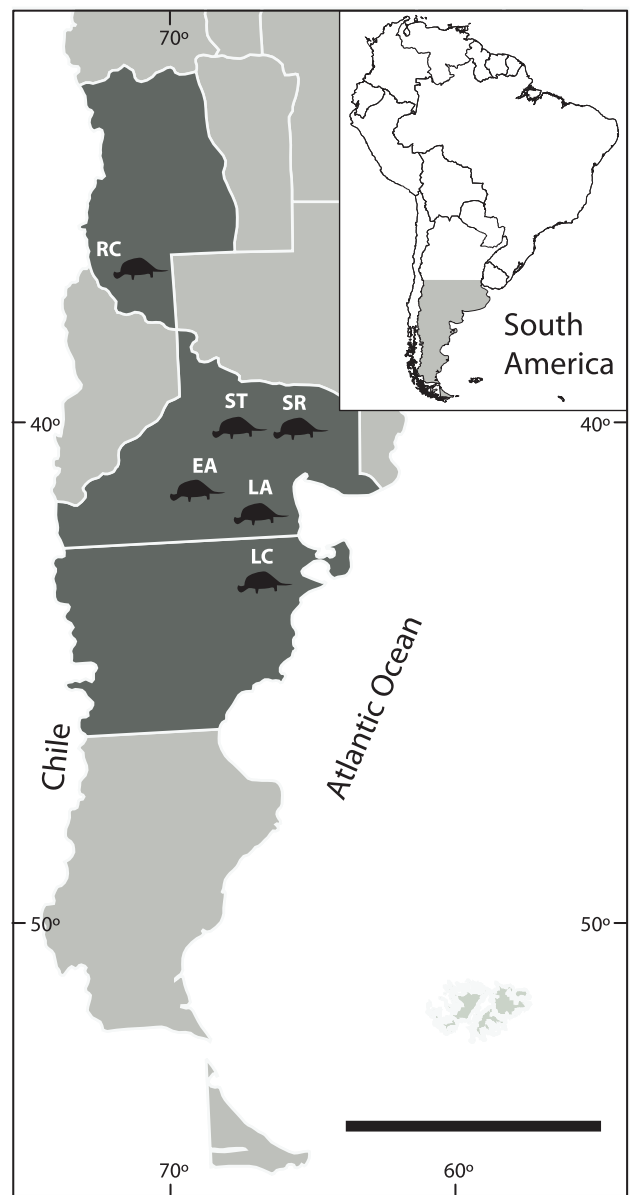 70º
South
America
RC
ST SR
40º 40º
EA
LA
LC
Atlantic Ocean
Chile
50º 50º
70º 60º